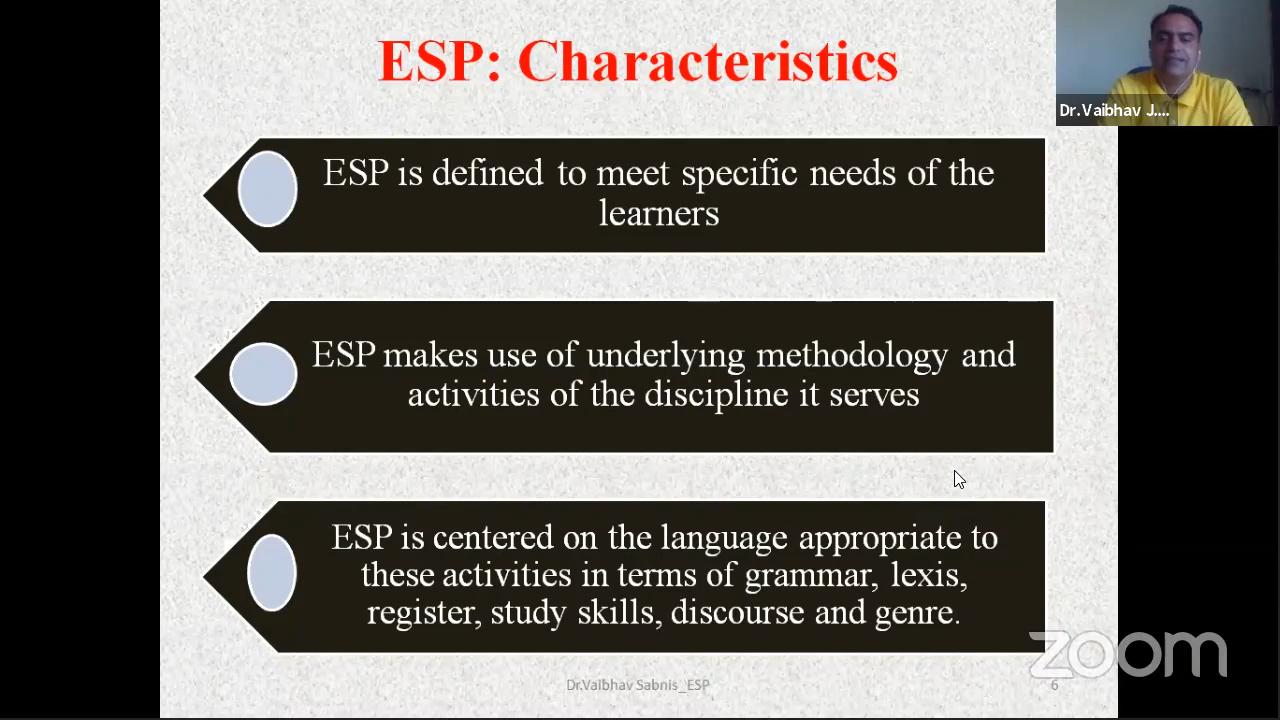 ESP: Characteristics
Dr.Vaibhav J....
ESP is defined to meet specific needs of the
learners
ESP makes use of underlying methodology and
activities of the discipline it serves
ESP is centered on the language appropriate to
these activities in terms of grammar, lexis,
register, study skills, discourse and genre.
zoom
Dr.Vaibhav Sabnis_ESP
6